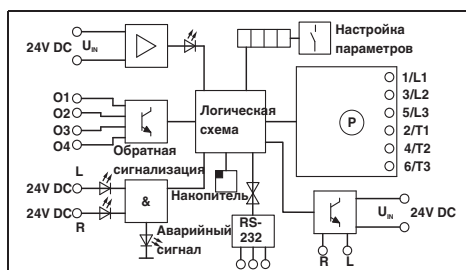 24V DC
U IN
Настройка
параметров
O1
O2
O3
O4
Логическая
схема
P
1/L1
3/L2
5/L3
2/T1
4/T2
6/T3
Обратная
сигнализация
L
24V DC
24V DC
R
&
Накопитель
Аварийный
сигнал
RS-
232
U IN
24V DC
R L